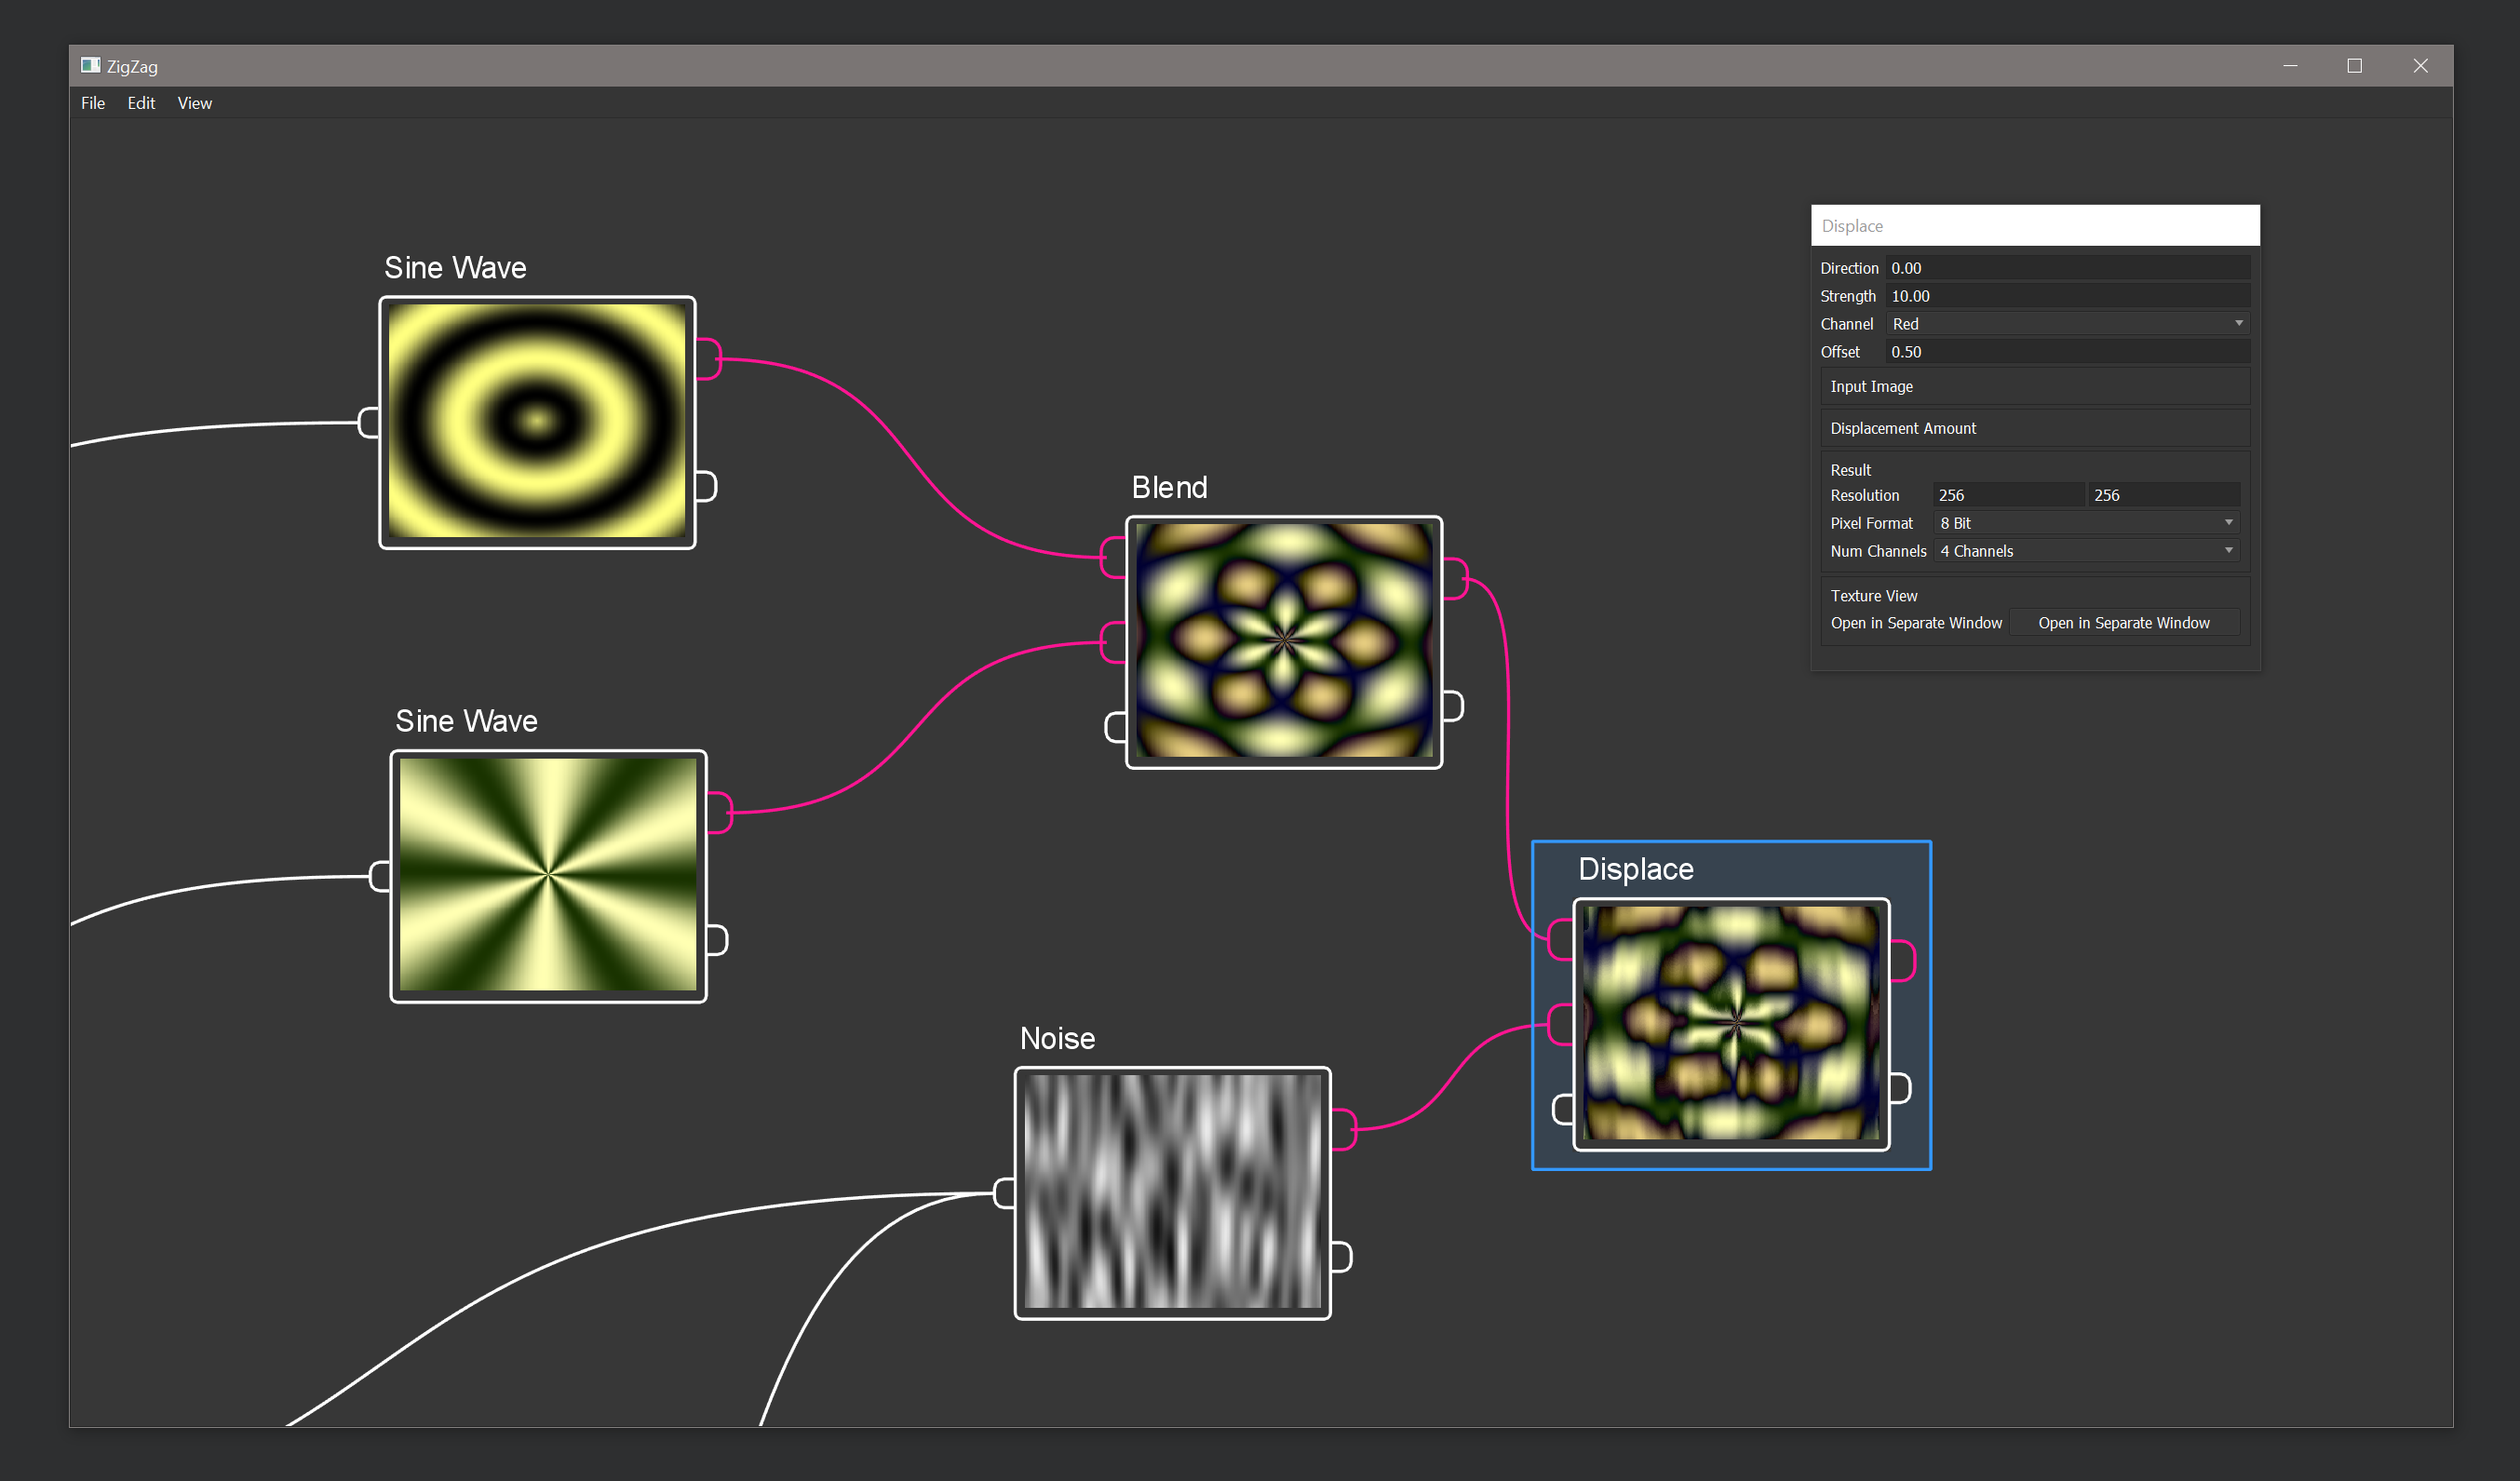 ZigZag
File Edit View
Sine Wave
Blend
Sine Wave
Displace
Noise
Displace
Direction 0.00
Strength 10.00
Channel Red
Offset 0.50
Input Image
Displacement Amount
Result
Resolution 256 256
Pixel Format 8 Bit
Num Channels 4 Channels
Texture View
Open in Separate Window Open in Separate Window